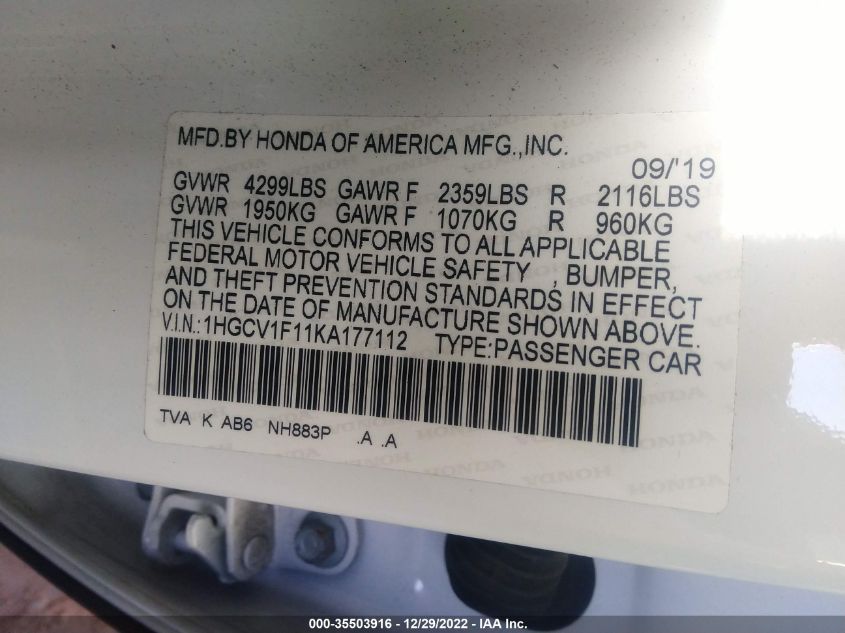 MFD.BY HONDA OF AMERICA MFG.,INC.
09/'19
GVWR 4299LBS GAWR F 2359LBS R 2116LBS
GVWR 1950KG GAWR F 1070KG R 960KG
THIS VEHICLE CONFORMS TO ALL APPLICABLE
FEDERAL MOTOR VEHICLE SAFETY , BUMPER,
AND THEFT PREVENTION STANDARDS IN EFFECT
ON THE DATE OF MANUFACTURE SHOWN ABOVE.
V.I.N.:1HGCV1F11KA177112 TYPE:PASSENGER CAR
TVA K AB6 NH883P .A .A
HONDA HONDA
000-35503916 - 12/29/2022 - IAA Inc.